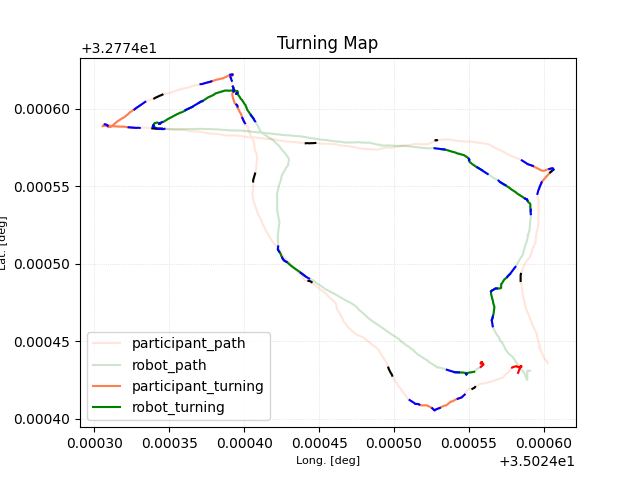 Turning Map
+3.2774e1
0.00060
0.00055
0.00050
0.00045
0.00040
Lat. [deg]
participant_path
robot_path
participant_turning
robot_turning
0.00030 0.00035 0.00040 0.00045 0.00050 0.00055 0.00060
Long. [deg]
+3.5024e1